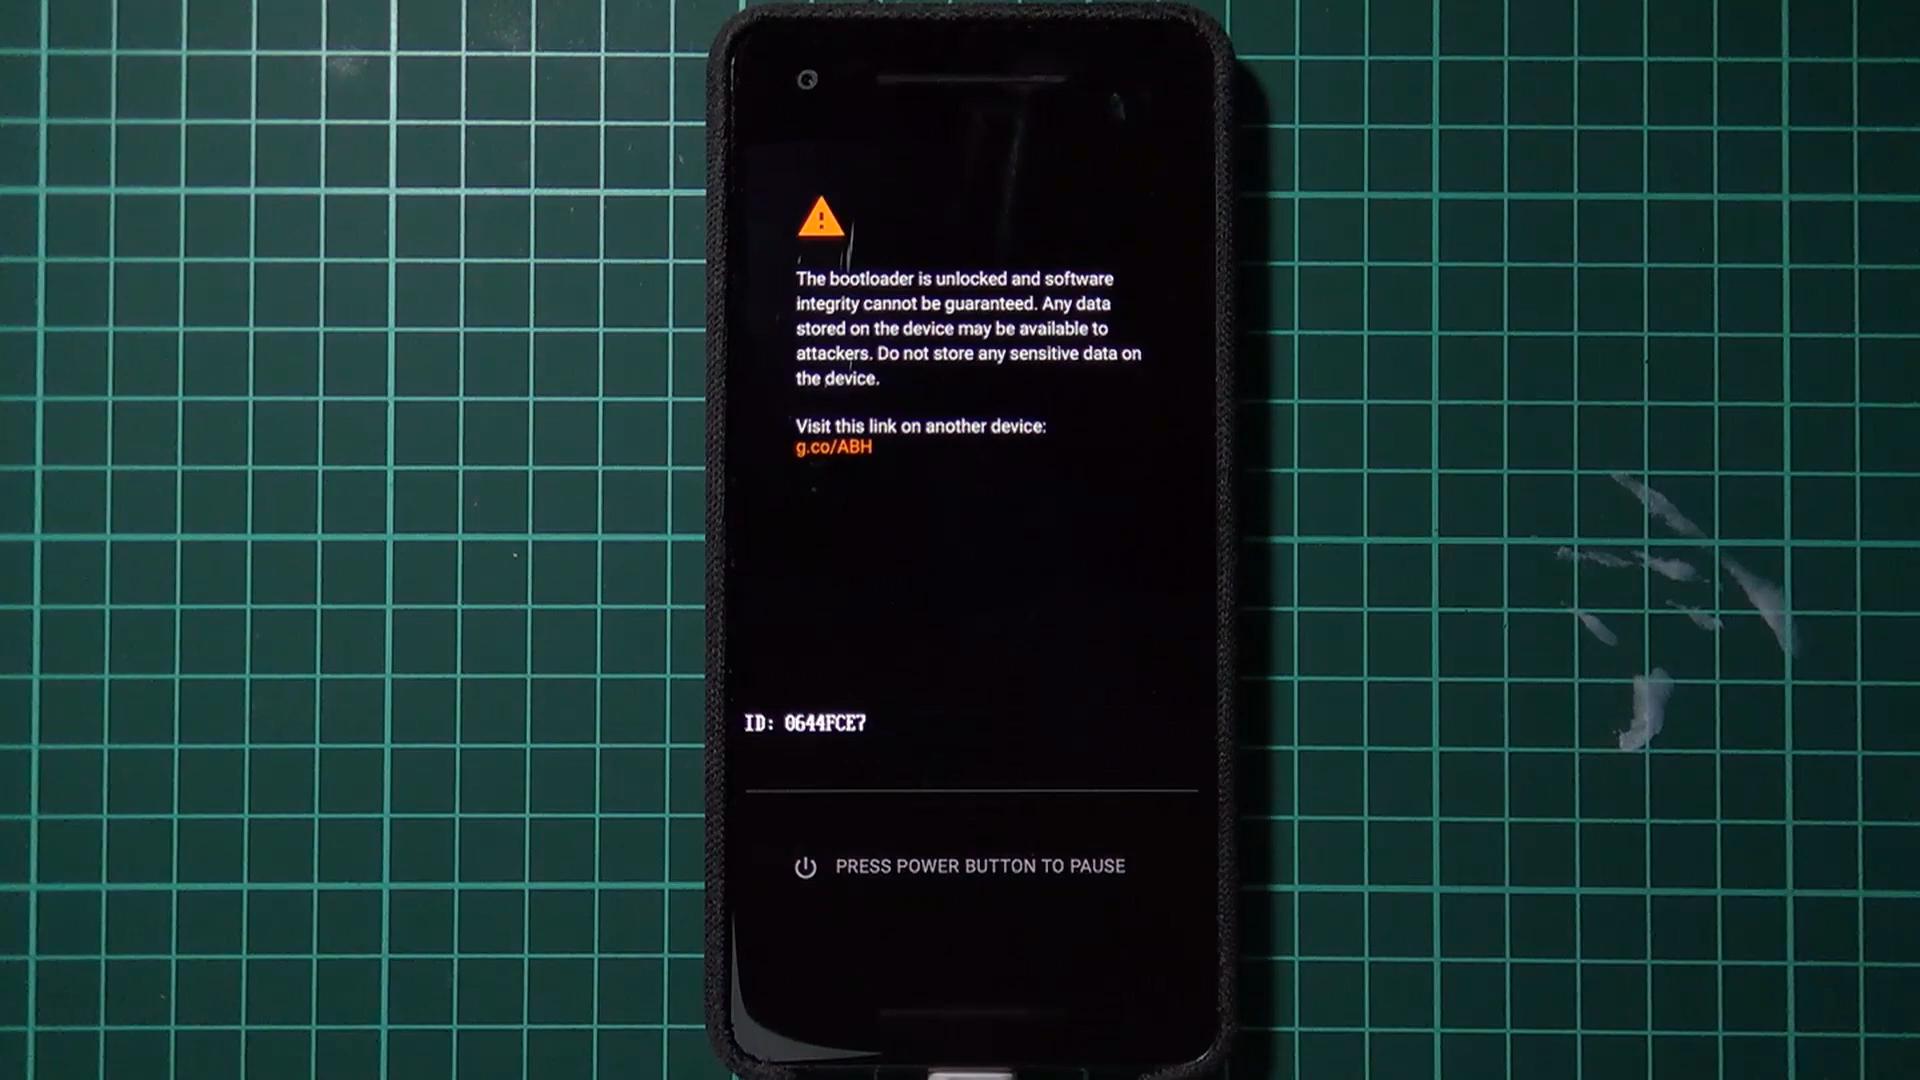 The bootloader is unlocked and software
integrity cannot be guaranteed. Any data
stored on the device may be available to
attackers. Do not store any sensitive data on
the device.
Visit this link on another device:
g.co/ABH
ID: 0644FCE7
PRESS POWER BUTTON TO PAUSE